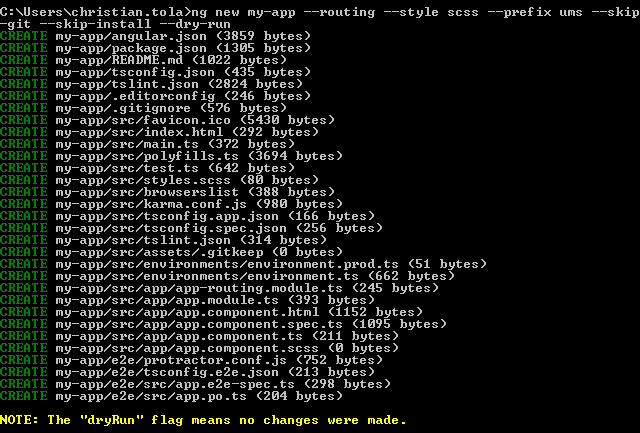 C:\Users\christian.tola>ng new my-app --routing --style scss --prefix ums --skip
-git --skip-install --dry-run
CREATE my-app/angular.json (3859 bytes)
CREATE my-app/package.json (1305 bytes)
CREATE my-app/README.md (1022 bytes)
CREATE my-app/tsconfig.json (435 bytes)
CREATE my-app/tslint.json (2824 bytes)
CREATE my-app/.editorconfig (246 bytes)
CREATE my-app/.gitignore (576 bytes)
CREATE my-app/src/favicon.ico (5430 bytes)
CREATE my-app/src/index.html (292 bytes)
CREATE my-app/src/main.ts (372 bytes)
CREATE my-app/src/polyfills.ts (3694 bytes)
CREATE my-app/src/test.ts (642 bytes)
CREATE my-app/src/styles.scss (80 bytes)
CREATE my-app/src/browserslist (388 bytes)
CREATE my-app/src/karma.conf.js (980 bytes)
CREATE my-app/src/tsconfig.app.json (166 bytes)
CREATE my-app/src/tsconfig.spec.json (256 bytes)
CREATE my-app/src/tslint.json (314 bytes)
CREATE my-app/src/assets/.gitkeep (0 bytes)
CREATE my-app/src/environments/environment.prod.ts (51 bytes)
CREATE my-app/src/environments/environment.ts (662 bytes)
CREATE my-app/src/app/app-routing.module.ts (245 bytes)
CREATE my-app/src/app/app.module.ts (393 bytes)
CREATE my-app/src/app/app.component.html (1152 bytes)
CREATE my-app/src/app/app.component.spec.ts (1095 bytes)
CREATE my-app/src/app/app.component.ts (211 bytes)
CREATE my-app/src/app/app.component.scss (0 bytes)
CREATE my-app/e2e/protractor.conf.js (752 bytes)
CREATE my-app/e2e/tsconfig.e2e.json (213 bytes)
CREATE my-app/e2e/src/app.e2e-spec.ts (298 bytes)
CREATE my-app/e2e/src/app.po.ts (204 bytes)
NOTE: The "dryRun" flag means no changes were made.